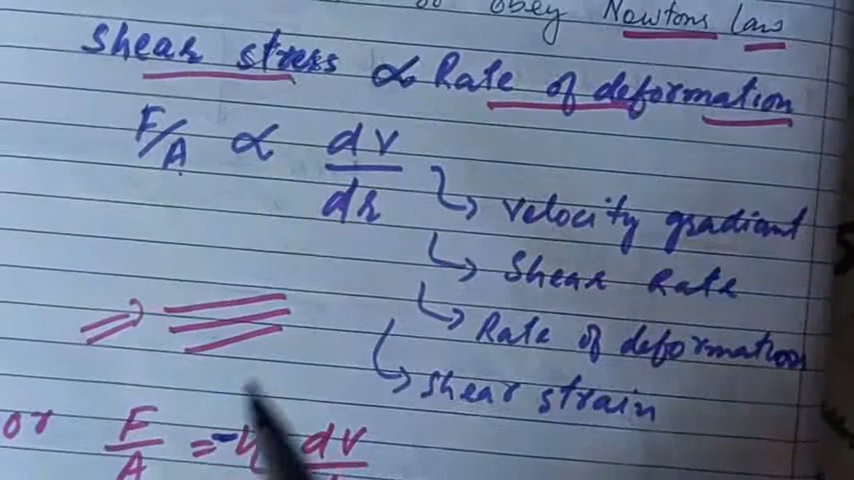 obey Newtons law
Shear stress ∝ Rate of deformation
F/A ∝ dv/dr
velocity gradiant
Shear Rate
Rate of deformation
Shear strain
or F/A = -η dv